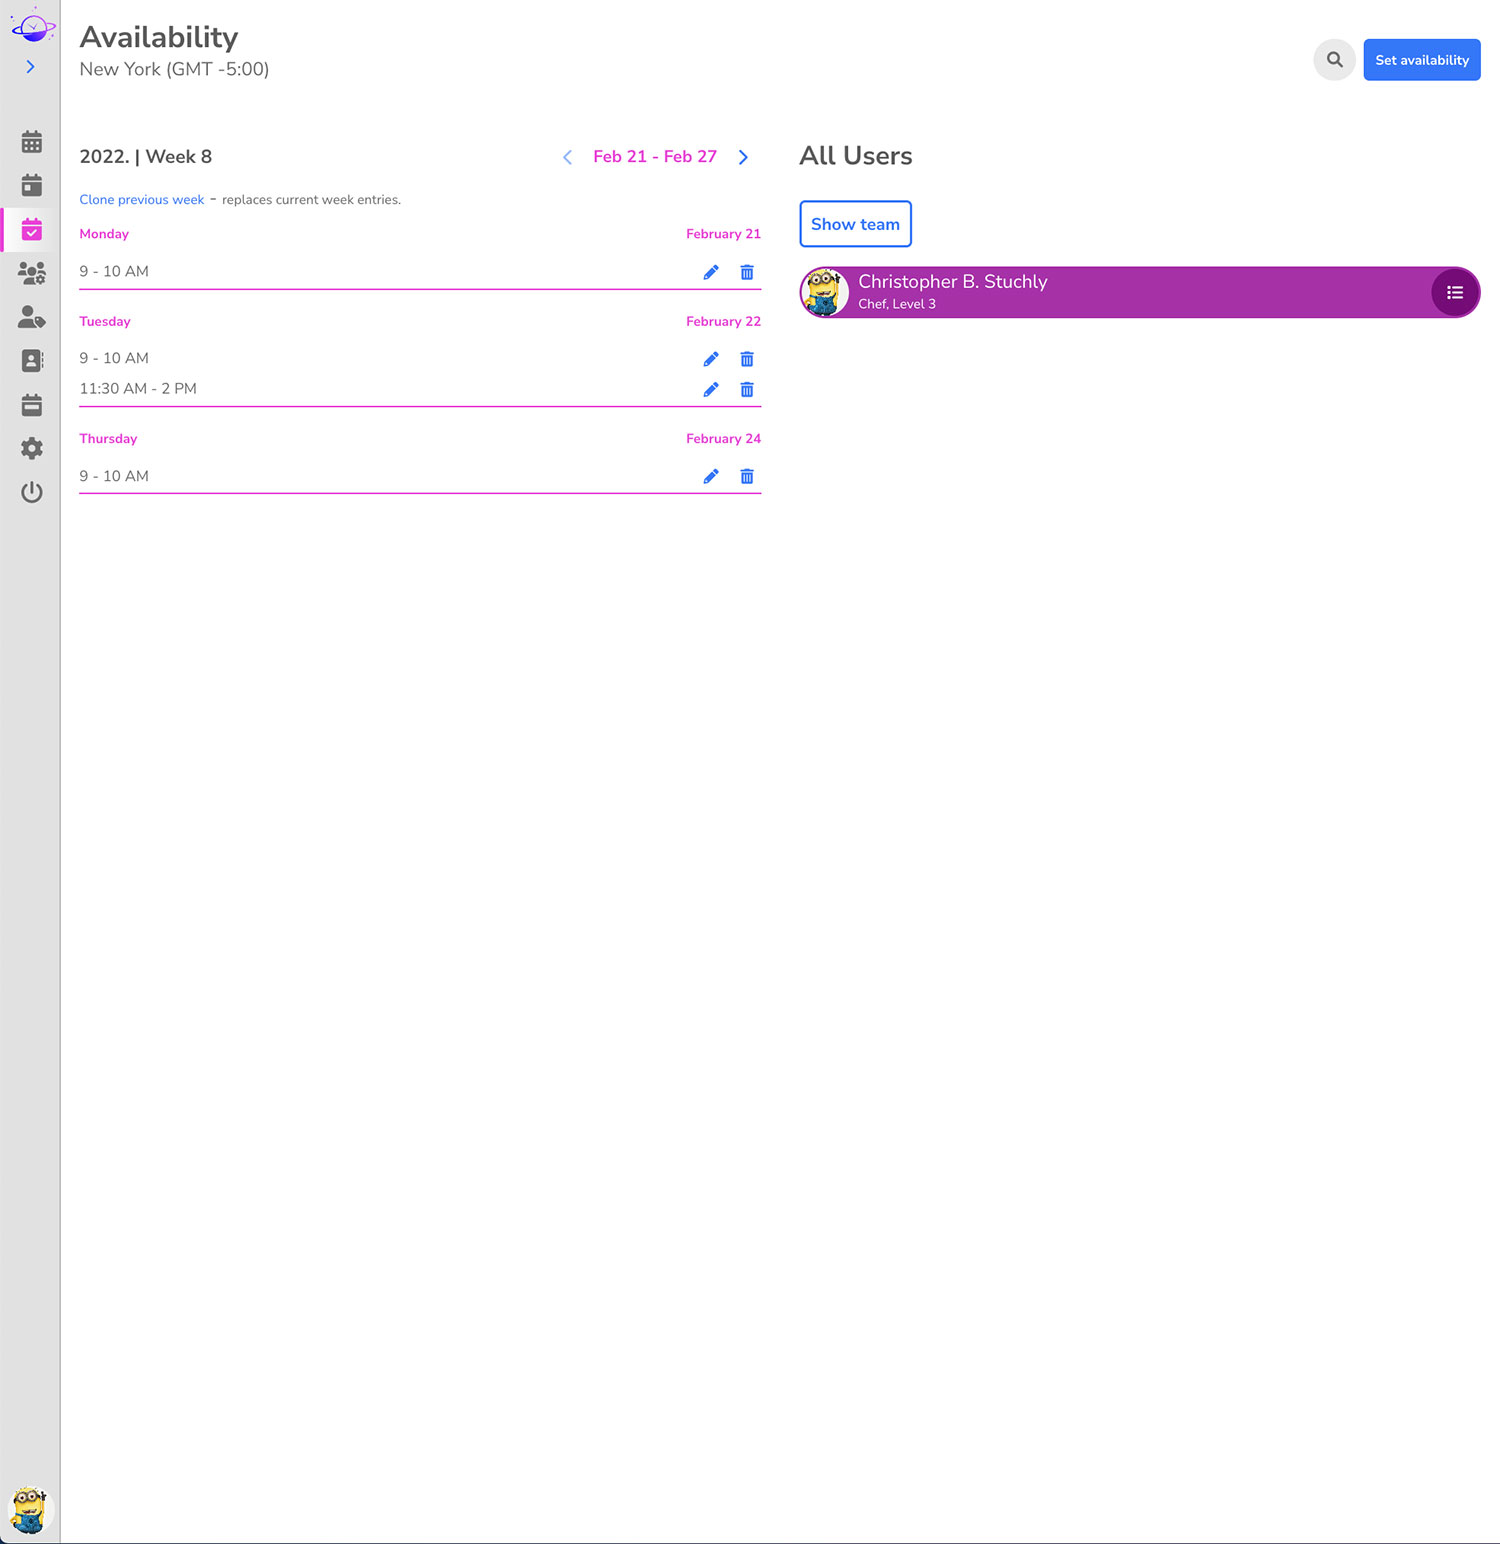 Availability
New York (GMT -5:00)
Set availability
2022. | Week 8
Feb 21 - Feb 27
Clone previous week - replaces current week entries.
Monday
February 21
9 - 10 AM
Tuesday
February 22
9 - 10 AM
11:30 AM - 2 PM
Thursday
February 24
9 - 10 AM
All Users
Show team
Christopher B. Stuchly
Chef, Level 3